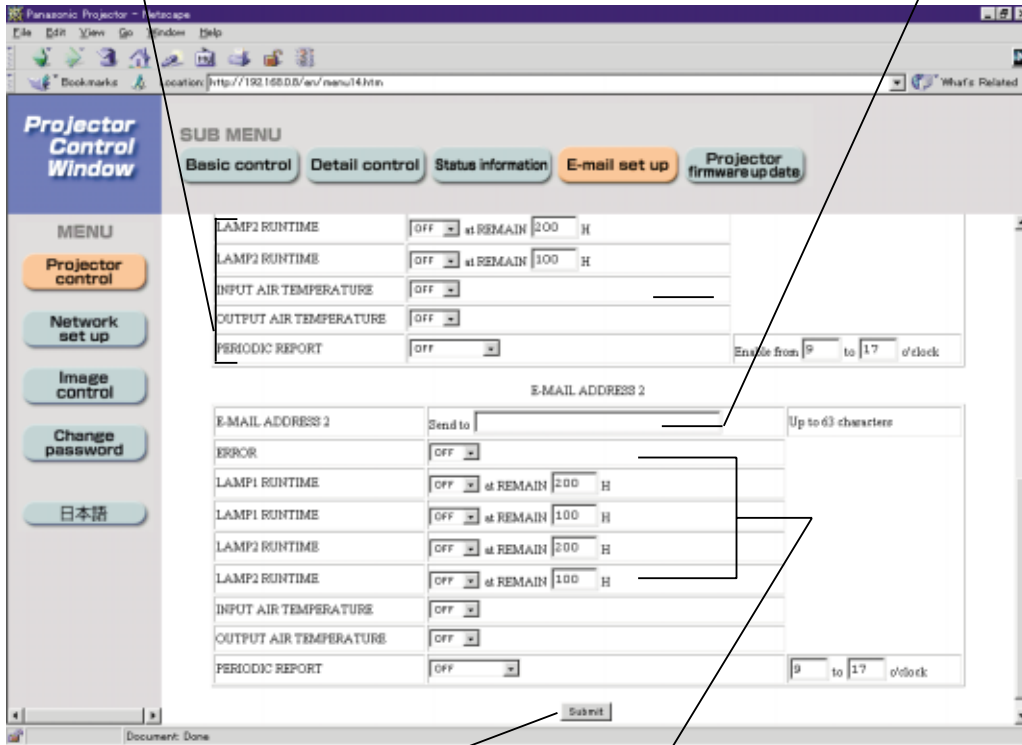 Panasonic Projector - Netscape
File Edit View Go Window Help
Bookmarks Location: http://192.168.0.8/en/menu14.htm What's Related
Projector Control Window
SUB MENU
Basic control Detail control Status information E-mail set up Projector firmware up date
MENU
Projector control
Network set up
Image control
Change password
日本語
LAMP2 RUNTIME OFF at REMAIN 200 H
LAMP2 RUNTIME OFF at REMAIN 100 H
INPUT AIR TEMPERATURE OFF
OUTPUT AIR TEMPERATURE OFF
PERIODIC REPORT OFF Enable from 9 to 17 o'clock
E-MAIL ADDRESS 2
E-MAIL ADDRESS 2 Send to Up to 63 characters
ERROR OFF
LAMP1 RUNTIME OFF at REMAIN 200 H
LAMP1 RUNTIME OFF at REMAIN 100 H
LAMP2 RUNTIME OFF at REMAIN 200 H
LAMP2 RUNTIME OFF at REMAIN 100 H
INPUT AIR TEMPERATURE OFF
OUTPUT AIR TEMPERATURE OFF
PERIODIC REPORT OFF 9 to 17 o'clock
Submit
Document: Done